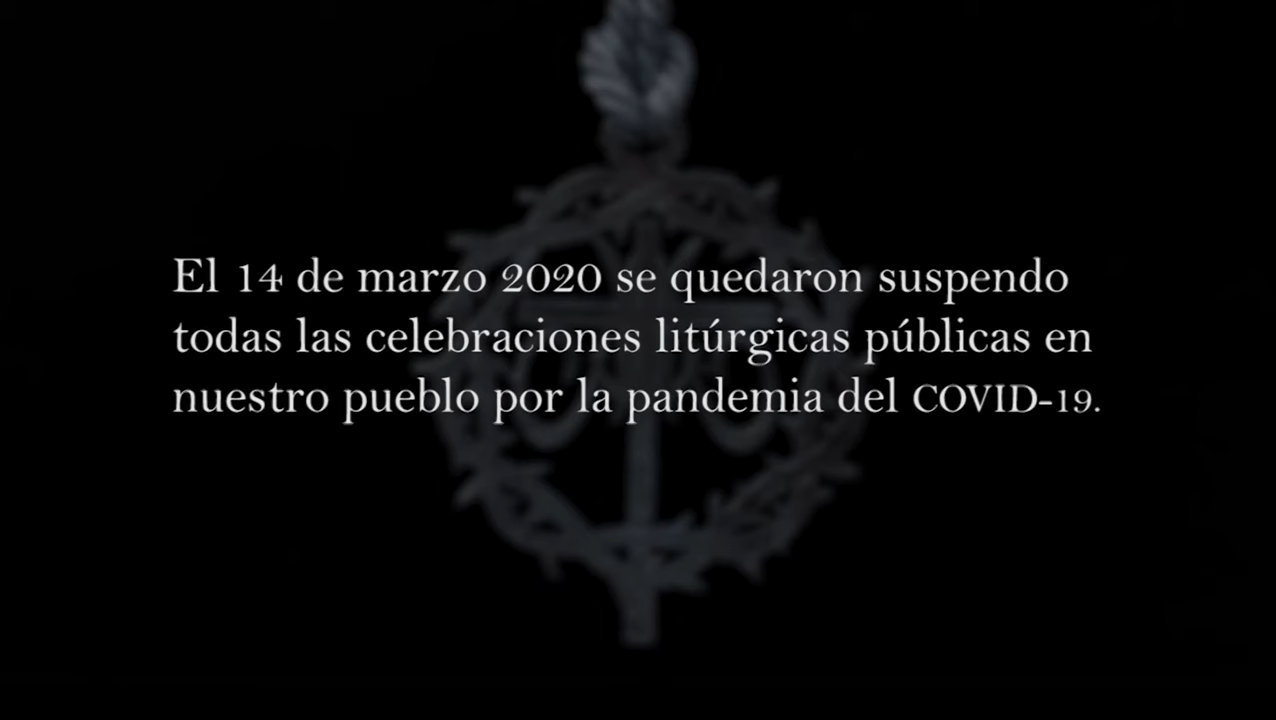 El 14 de marzo 2020 se quedaron suspendo
todas las celebraciones litúrgicas públicas en
nuestro pueblo por la pandemia del COVID-19.